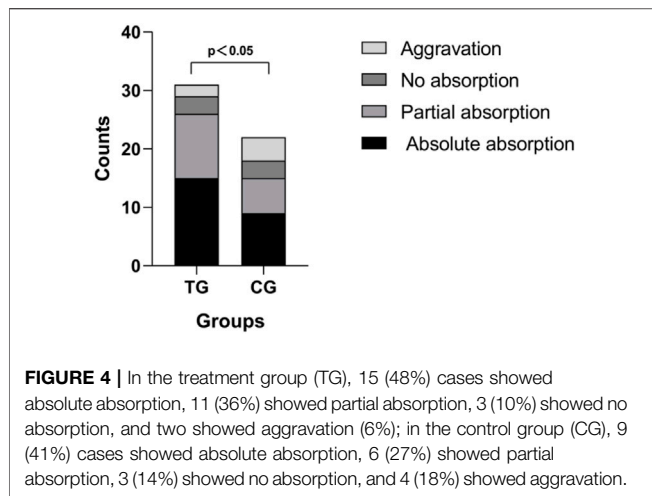 40
30
20
10
0
Counts
p<0.05
TG
CG
Groups
Aggravation
No absorption
Partial absorption
Absolute absorption
FIGURE 4 | In the treatment group (TG), 15 (48%) cases showed
absolute absorption, 11 (36%) showed partial absorption, 3 (10%) showed no
absorption, and two showed aggravation (6%); in the control group (CG), 9
(41%) cases showed absolute absorption, 6 (27%) showed partial
absorption, 3 (14%) showed no absorption, and 4 (18%) showed aggravation.